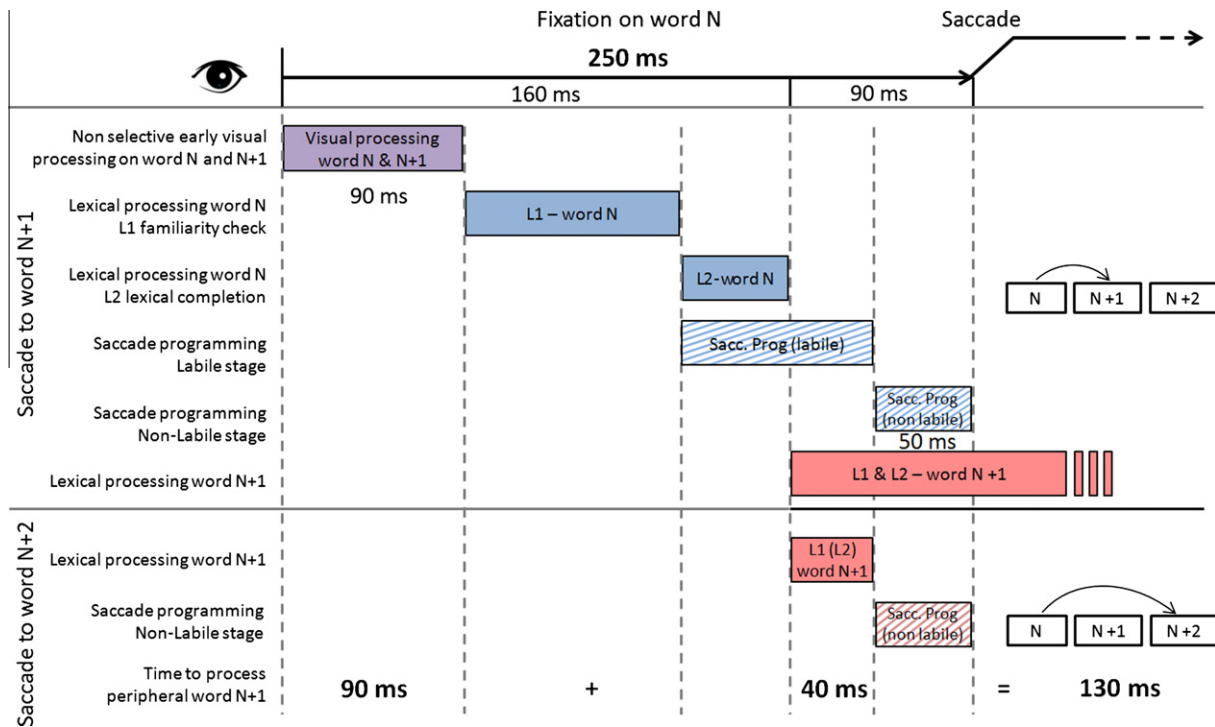 Fixation on word N
Saccade
250 ms
160 ms
90 ms
Saccade to word N+1
Non selective early visual
processing on word N and N+1
Visual processing
word N & N+1
90 ms
Lexical processing word N
L1 familiarity check
L1 – word N
Lexical processing word N
L2 lexical completion
L2-word N
N
N +1
N +2
Saccade programming
Labile stage
Sacc. Prog (labile)
Saccade programming
Non-Labile stage
Sacc. Prog
(non labile)
50 ms
Lexical processing word N+1
L1 & L2 – word N +1
Saccade to word N+2
Lexical processing word N+1
L1 (L2)
word N+1
Saccade programming
Non-Labile stage
Sacc. Prog
(non labile)
N
N +1
N +2
Time to process
peripheral word N+1
90 ms + 40 ms = 130 ms